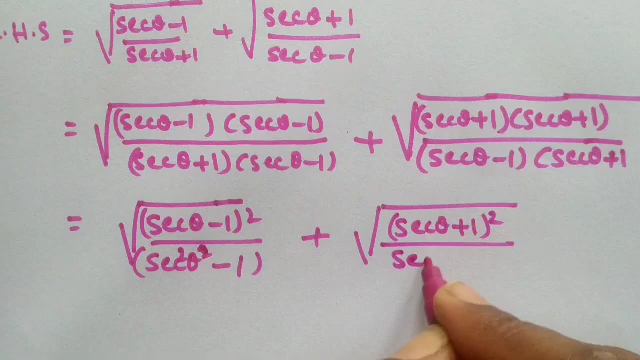 .H.S = √(secθ-1 / secθ+1) + √(secθ+1 / secθ-1)
= √((secθ-1) (secθ-1) / (secθ+1) (secθ-1)) + √((secθ+1)(secθ+1) / (secθ-1) (secθ+1
= √((secθ-1)² / (sec²θ² - 1)) + √((secθ+1)² / se